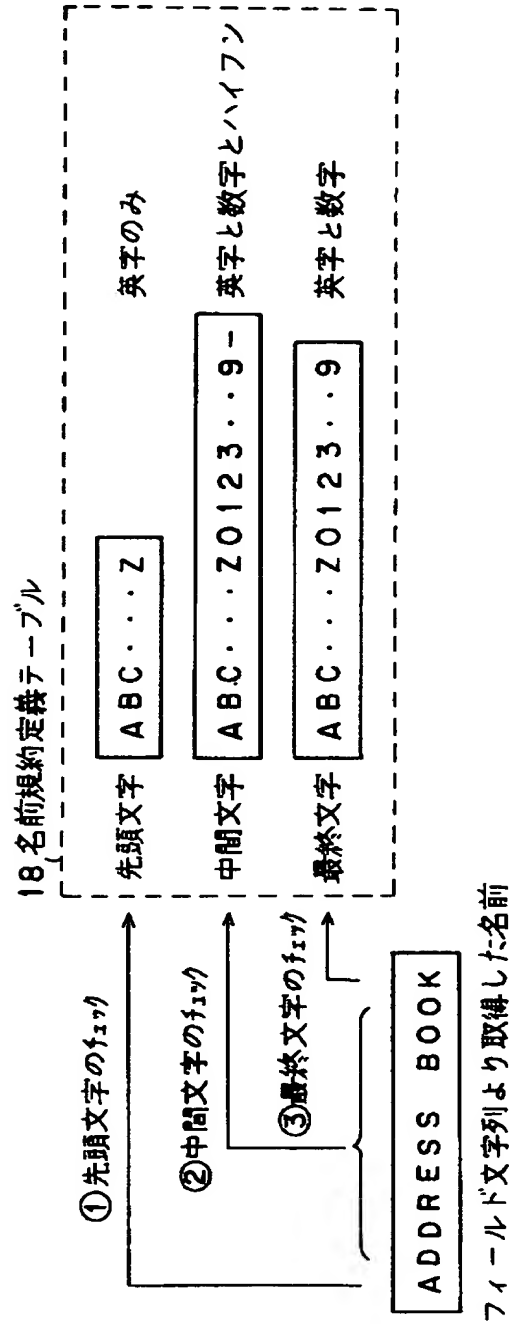 18 名前規約定義テーブル
先頭文字 ABC・・・Z 英字のみ
中間文字 ABC・・・Z0123・・9- 英字と数字とハイフン
最終文字 ABC・・・Z0123・・9 英字と数字
①先頭文字のチェック
②中間文字のチェック
③最終文字のチェック
ADDRESS BOOK
フィールド文字列より取得した名前